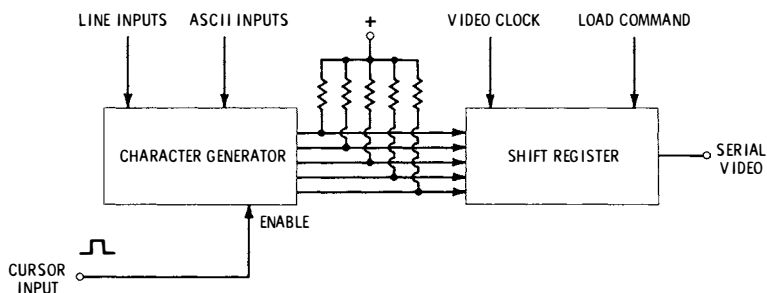 LINE INPUTS
ASCII INPUTS
+
VIDEO CLOCK
LOAD COMMAND
CHARACTER GENERATOR
SHIFT REGISTER
SERIAL
VIDEO
ENABLE
CURSOR
INPUT